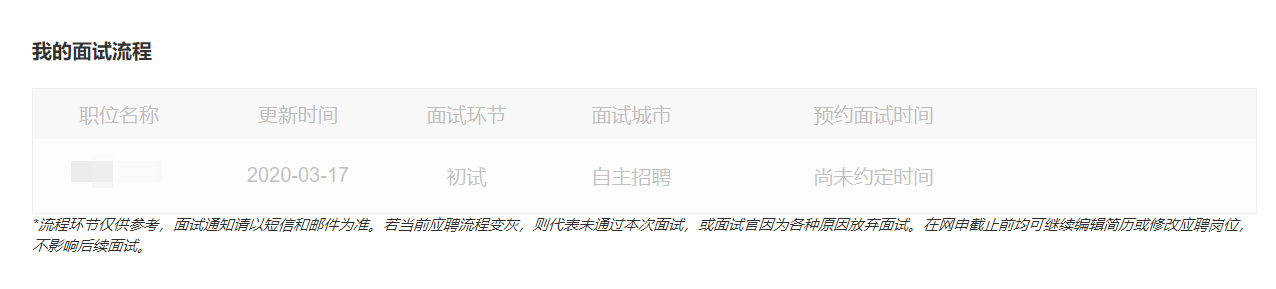 我的面试流程
职位名称 更新时间 面试环节 面试城市 预约面试时间
2020-03-17 初试 自主招聘 尚未约定时间
*流程环节仅供参考，面试通知请以短信和邮件为准。若当前应聘流程变灰，则代表未通过本次面试，或面试官因为各种原因放弃面试。在网申截止前均可继续编辑简历或修改应聘岗位，
不影响后续面试。